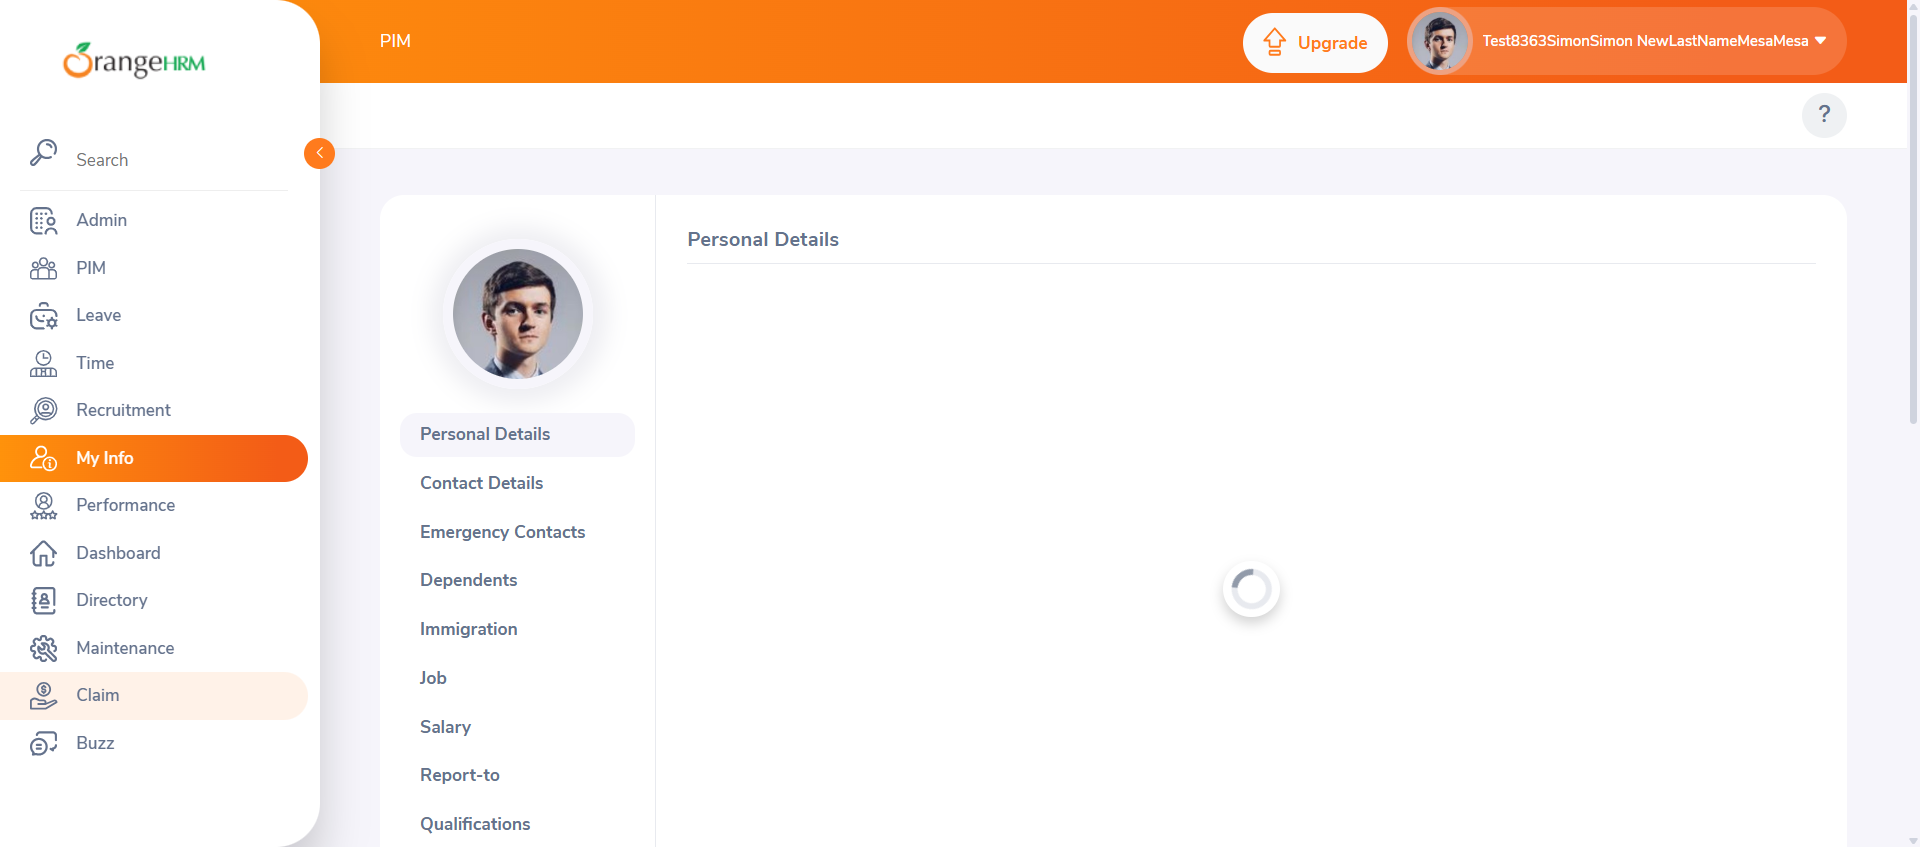 OrangeHRM
PIM
Upgrade
Test8363SimonSimon NewLastNameMesaMesa
?
Search
Admin
PIM
Leave
Time
Recruitment
My Info
Performance
Dashboard
Directory
Maintenance
Claim
Buzz
Personal Details
Contact Details
Emergency Contacts
Dependents
Immigration
Job
Salary
Report-to
Qualifications
Personal Details